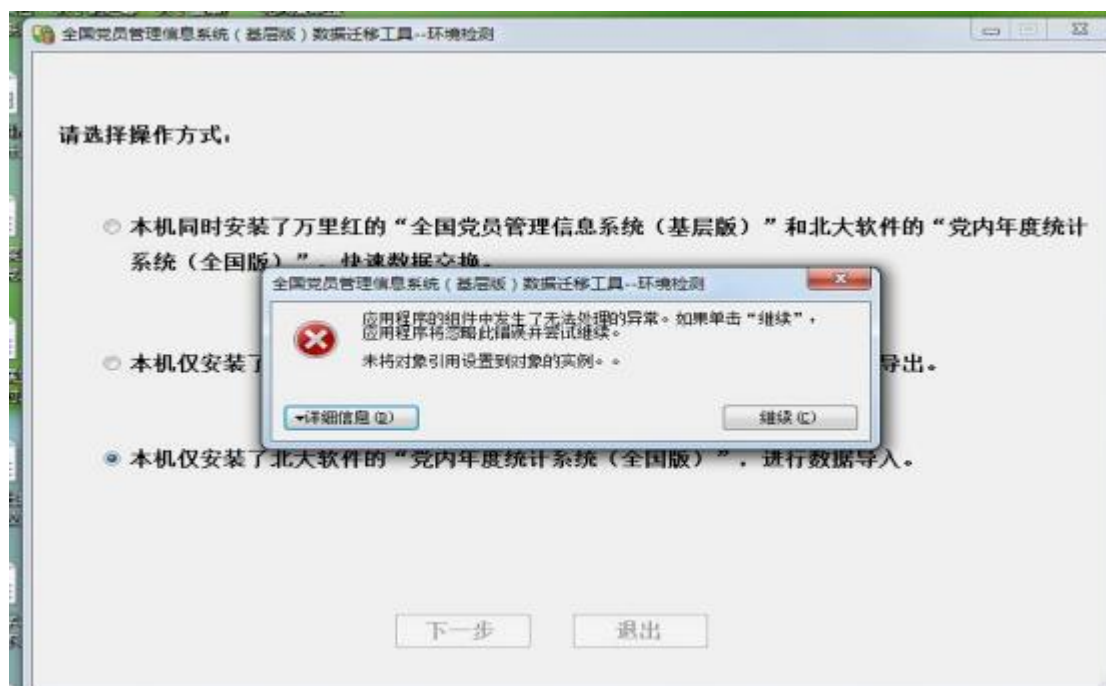 全国党员管理信息系统（基层版）数据迁移工具--环境检测
请选择操作方式，
本机同时安装了万里红的“全国党员管理信息系统（基层版）”和北大软件的“党内年度统计
系统（全国版）”，快速数据交换。
全国党员管理信息系统（基层版）数据迁移工具--环境检测
应用程序的组件中发生了无法处理的异常。如果单击“继续”，
应用程序将忽略此错误并尝试继续。
未将对象引用设置到对象的实例。。
本机仅安装了
导出。
详细信息(D)
继续(C)
本机仅安装了北大软件的“党内年度统计系统（全国版）”，进行数据导入。
下一步
退出